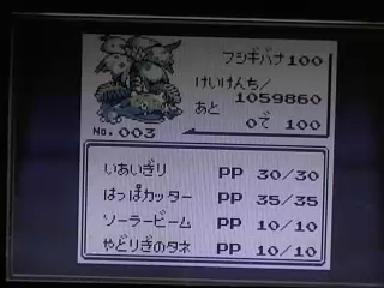 フシギバナ100
けいけんち/
1059860
あと
0で 100
No.003
いあいぎり PP 30/30
はっぱカッター PP 35/35
ソーラービーム PP 10/10
やどりぎのタネ PP 10/10